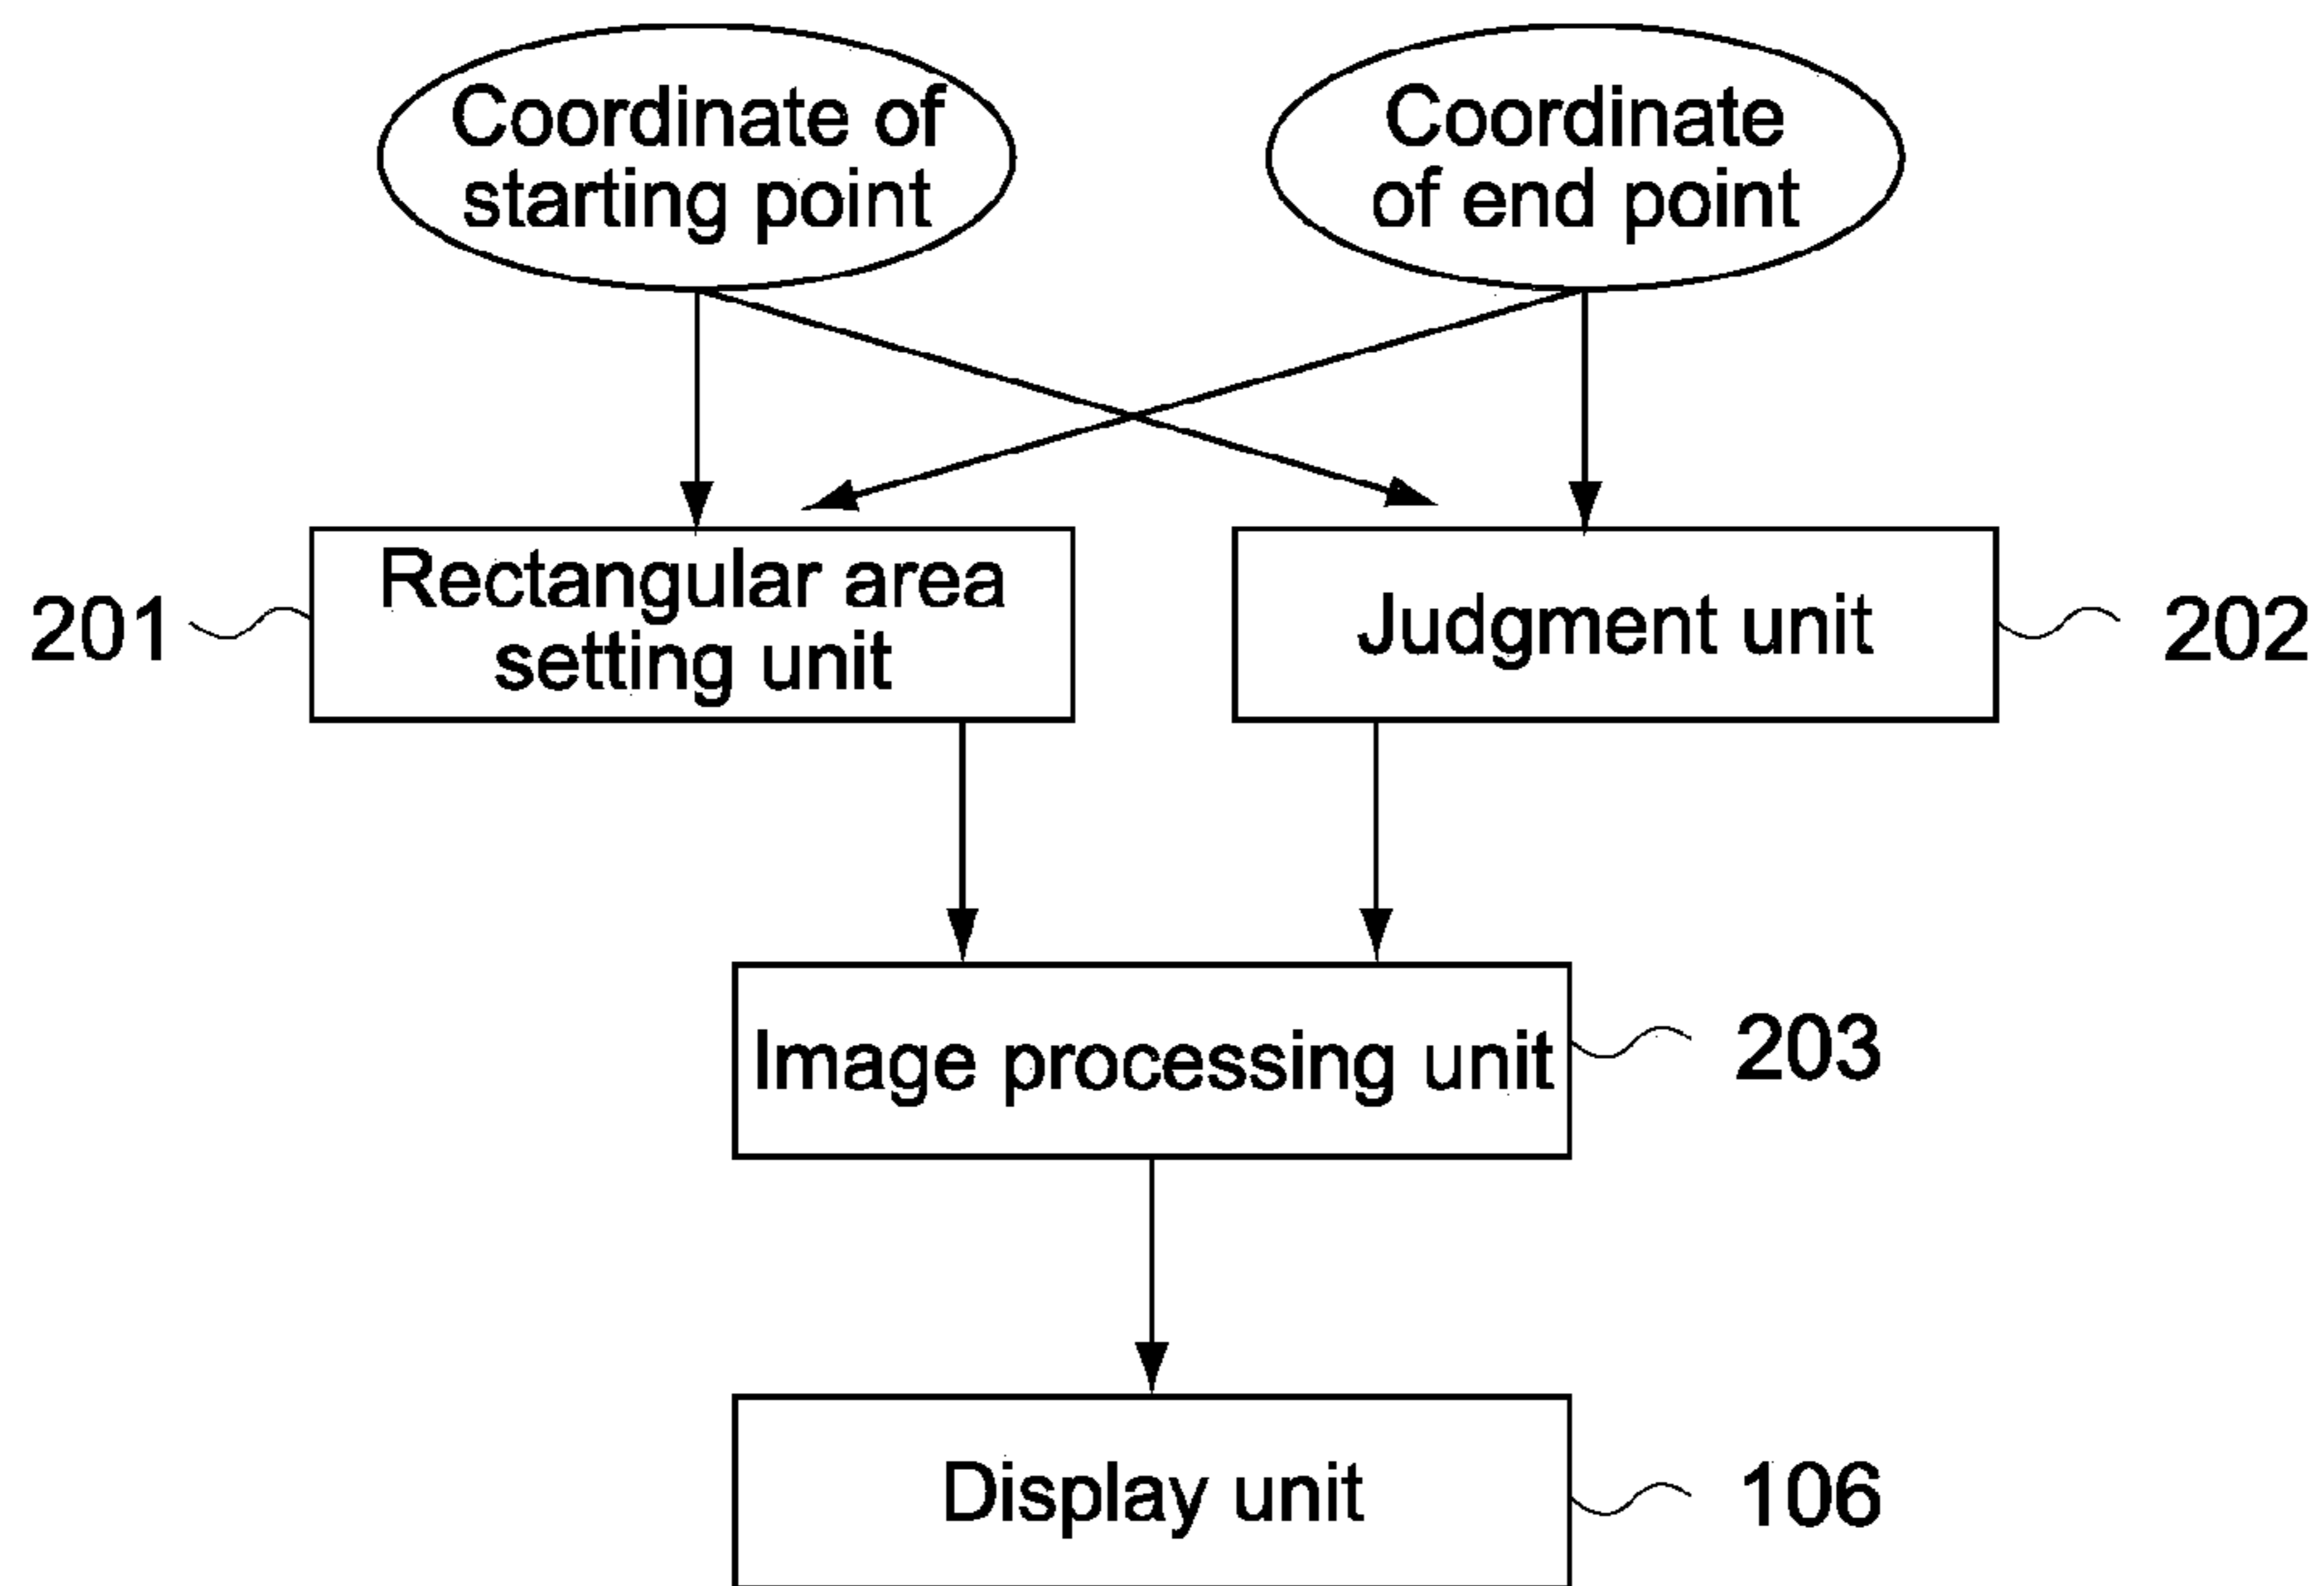 Coordinate of
starting point
Coordinate
of end point
201
Rectangular area
setting unit
Judgment unit
202
Image processing unit
203
Display unit
106